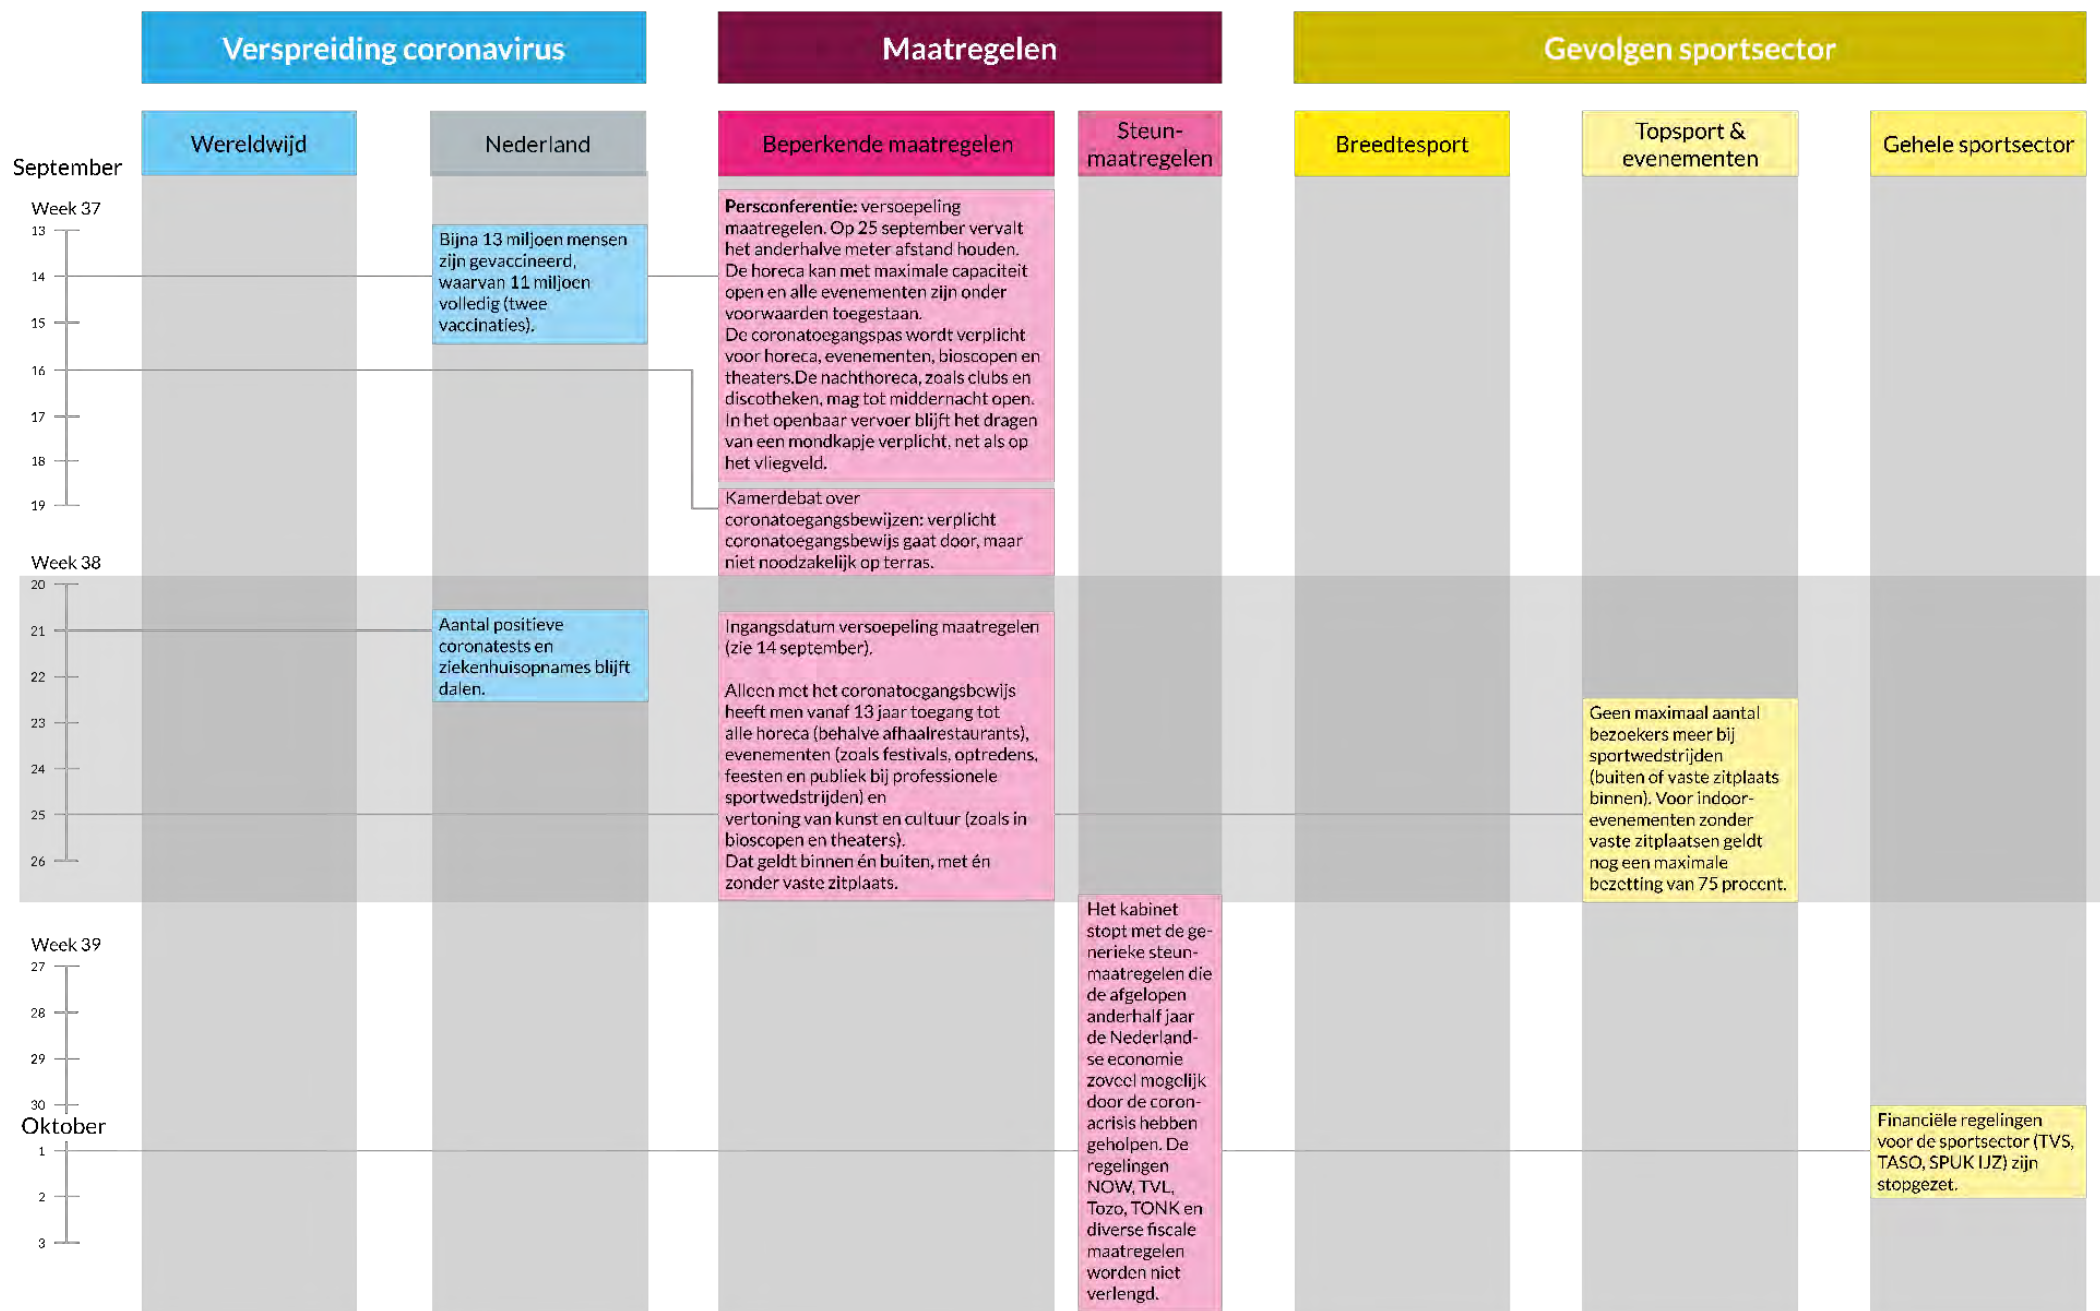 Verspreiding coronavirus
Maatregelen
Gevolgen sportsector
Wereldwijd
Nederland
Beperkende maatregelen
Steun-
maatregelen
Breedtesport
Topsport &
evenementen
Gehele sportsector
September
Week 37
13
14
15
16
17
18
19
Bijna 13 miljoen mensen
zijn gevaccineerd,
waarvan 11 miljoen
volledig (twee
vaccinaties).
Persconferentie: versoepeling
maatregelen. Op 25 september vervalt
het anderhalve meter afstand houden.
De horeca kan met maximale capaciteit
open en alle evenementen zijn onder
voorwaarden toegestaan.
De coronatoegangspas wordt verplicht
voor horeca, evenementen, bioscopen en
theaters.De nachthoreca, zoals clubs en
discotheken, mag tot middernacht open.
In het openbaar vervoer blijft het dragen
van een mondkapje verplicht, net als op
het vliegveld.
Kamerdebat over
coronatoegangsbewijzen: verplicht
coronatoegangsbewijs gaat door, maar
niet noodzakelijk op terras.
Week 38
20
21
22
23
24
25
26
Aantal positieve
coronatests en
ziekenhuisopnames blijft
dalen.
Ingangsdatum versoepeling maatregelen
(zie 14 september).
Alleen met het coronatoegangsbewijs
heeft men vanaf 13 jaar toegang tot
alle horeca (behalve afhaalrestaurants),
evenementen (zoals festivals, optredens,
feesten en publiek bij professionele
sportwedstrijden) en
vertoning van kunst en cultuur (zoals in
bioscopen en theaters).
Dat geldt binnen én buiten, met én
zonder vaste zitplaats.
Geen maximaal aantal
bezoekers meer bij
sportwedstrijden
(buiten of vaste zitplaats
binnen). Voor indoor-
evenementen zonder
vaste zitplaatsen geldt
nog een maximale
bezetting van 75 procent.
Week 39
27
28
29
30
Oktober
1
2
3
Het kabinet
stopt met de ge-
nerieke steun-
maatregelen die
de afgelopen
anderhalf jaar
de Nederland-
se economie
zoveel mogelijk
door de coron-
acrisis hebben
geholpen. De
regelingen
NOW, TVL,
Tozo, TONK en
diverse fiscale
maatregelen
worden niet
verlengd.
Financiële regelingen
voor de sportsector (TVS,
TASO, SPUK IJZ) zijn
stopgezet.